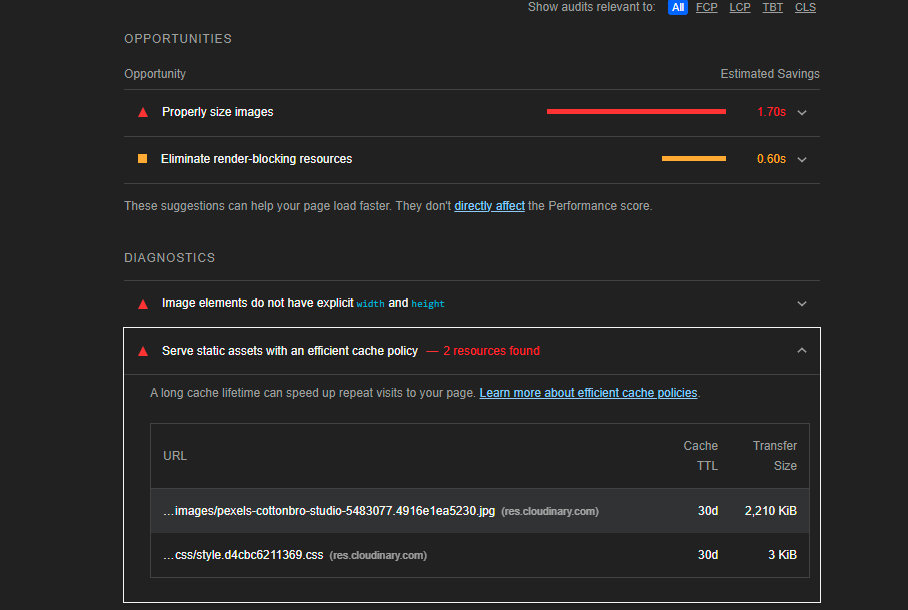 Show audits relevant to: All FCP LCP TBT CLS
OPPORTUNITIES
Opportunity Estimated Savings
Properly size images 1.70s
Eliminate render-blocking resources 0.60s
These suggestions can help your page load faster. They don't directly affect the Performance score.
DIAGNOSTICS
Image elements do not have explicit width and height
Serve static assets with an efficient cache policy — 2 resources found
A long cache lifetime can speed up repeat visits to your page. Learn more about efficient cache policies.
URL Cache TTL Transfer Size
…images/pexels-cottonbro-studio-5483077.4916e1ea5230.jpg (res.cloudinary.com) 30d 2,210 KiB
…css/style.d4cbc6211369.css (res.cloudinary.com) 30d 3 KiB